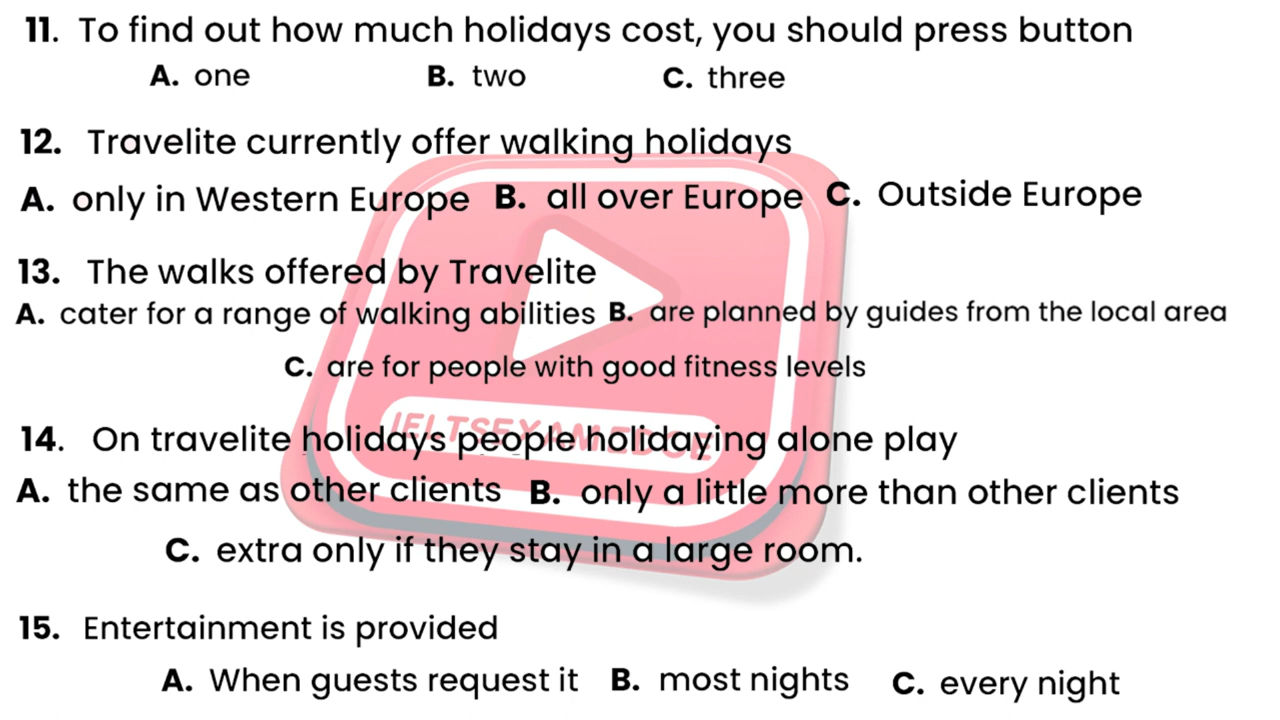 11. To find out how much holidays cost, you should press button
A. one B. two C. three
12. Travelite currently offer walking holidays
A. only in Western Europe B. all over Europe C. Outside Europe
13. The walks offered by Travelite
A. cater for a range of walking abilities B. are planned by guides from the local area
C. are for people with good fitness levels
IELTSEXAMEDGE
14. On travelite holidays people holidaying alone play
A. the same as other clients B. only a little more than other clients
C. extra only if they stay in a large room.
15. Entertainment is provided
A. When guests request it B. most nights C. every night